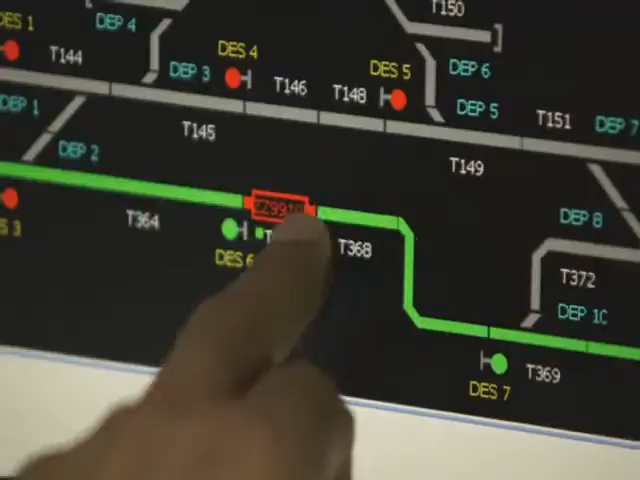 DES 1
DEP 4
T150
T144
DES 4
DES 5
DEP 6
DEP 3
T146
T148
DEP 1
DEP 5
T151
DEP 7
T145
DEP 2
T149
T364
T368
DEP 8
DES 6
T372
DEP 10
DES 7
T369